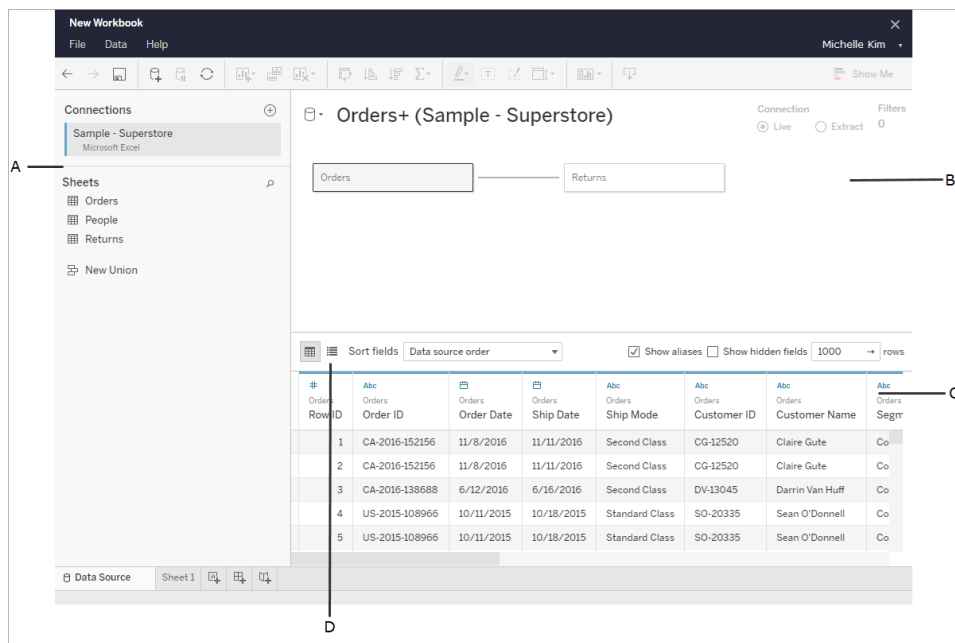 New Workbook
File Data Help
Michelle Kim
Show Me
Connections
Sample - Superstore
Microsoft Excel
A
Sheets
Orders
People
Returns
New Union
Orders+ (Sample - Superstore)
Connection
Live Extract
Filters
0
Orders
Returns
B
Sort fields Data source order Show aliases Show hidden fields 1000 → rows
# Abc Abc Abc Abc Abc
Orders Orders Orders Orders Orders Orders Orders Orders
Row ID Order ID Order Date Ship Date Ship Mode Customer ID Customer Name Segm
C
1 CA-2016-152156 11/8/2016 11/11/2016 Second Class CG-12520 Claire Gute Co
2 CA-2016-152156 11/8/2016 11/11/2016 Second Class CG-12520 Claire Gute Co
3 CA-2016-138688 6/12/2016 6/16/2016 Second Class DV-13045 Darrin Van Huff Co
4 US-2015-108966 10/11/2015 10/18/2015 Standard Class SO-20335 Sean O'Donnell Co
5 US-2015-108966 10/11/2015 10/18/2015 Standard Class SO-20335 Sean O'Donnell Co
Data Source Sheet 1
D